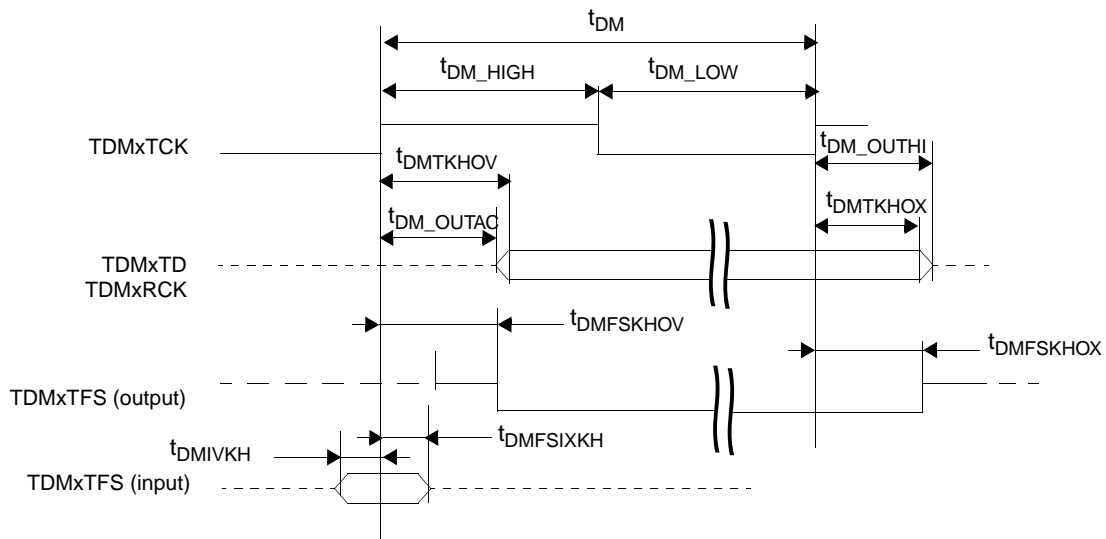 tDM
tDM_HIGH
tDM_LOW
TDMxTCK
tDM_OUTHI
tDMTKHOV
tDMTKHOX
tDM_OUTAC
TDMxTD
TDMxRCK
tDMFSKHOV
tDMFSKHOX
TDMxTFS (output)
tDMFSIXKH
tDMIVKH
TDMxTFS (input)